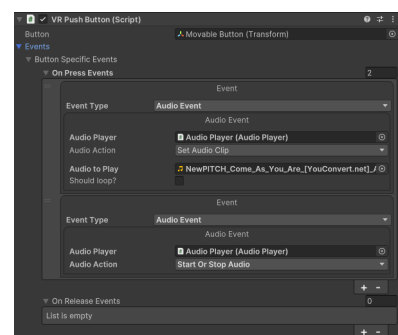 VR Push Button (Script)
Button Movable Button (Transform)
Events
Button Specific Events
On Press Events 2
Event
Event Type Audio Event
Audio Event
Audio Player Audio Player (Audio Player)
Audio Action Set Audio Clip
Audio to Play NewPITCH_Come_As_You_Are_[YouConvert.net]_A
Should loop?
Event
Event Type Audio Event
Audio Event
Audio Player Audio Player (Audio Player)
Audio Action Start Or Stop Audio
+ -
On Release Events 0
List is empty
+ -